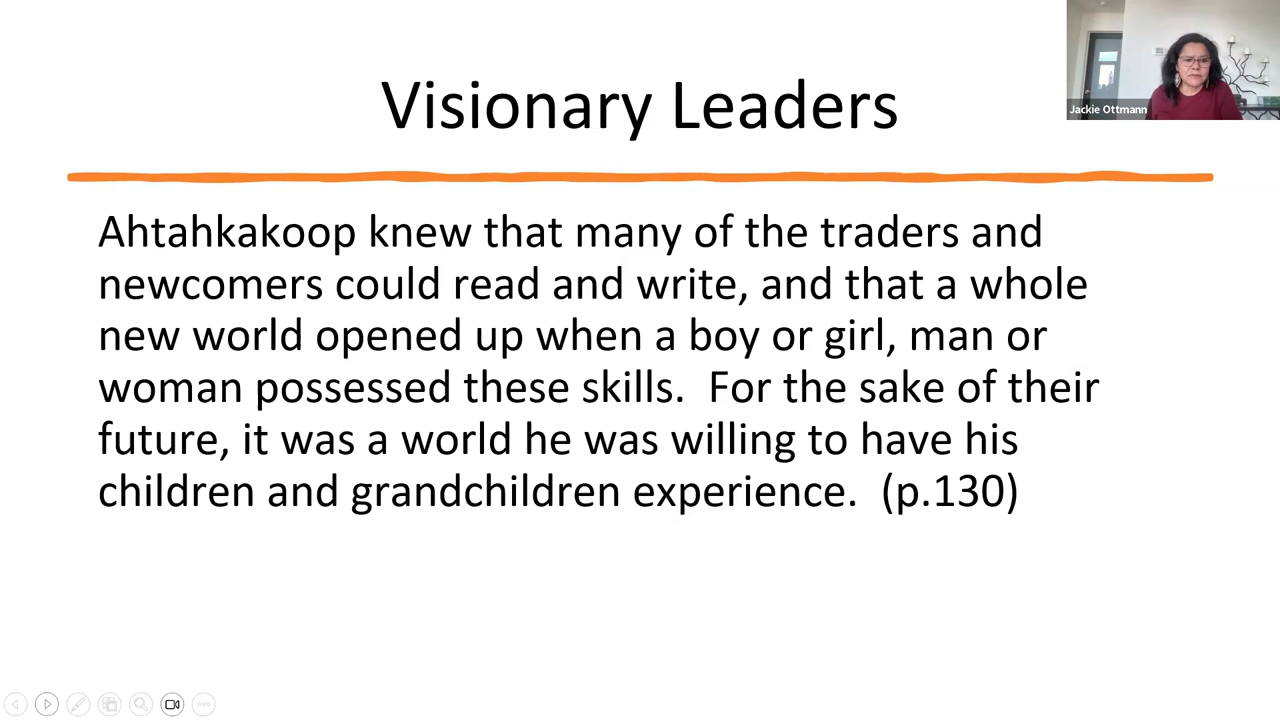 Visionary Leaders
Jackie Ottmann
Ahtahkakoop knew that many of the traders and
newcomers could read and write, and that a whole
new world opened up when a boy or girl, man or
woman possessed these skills.  For the sake of their
future, it was a world he was willing to have his
children and grandchildren experience.  (p.130)